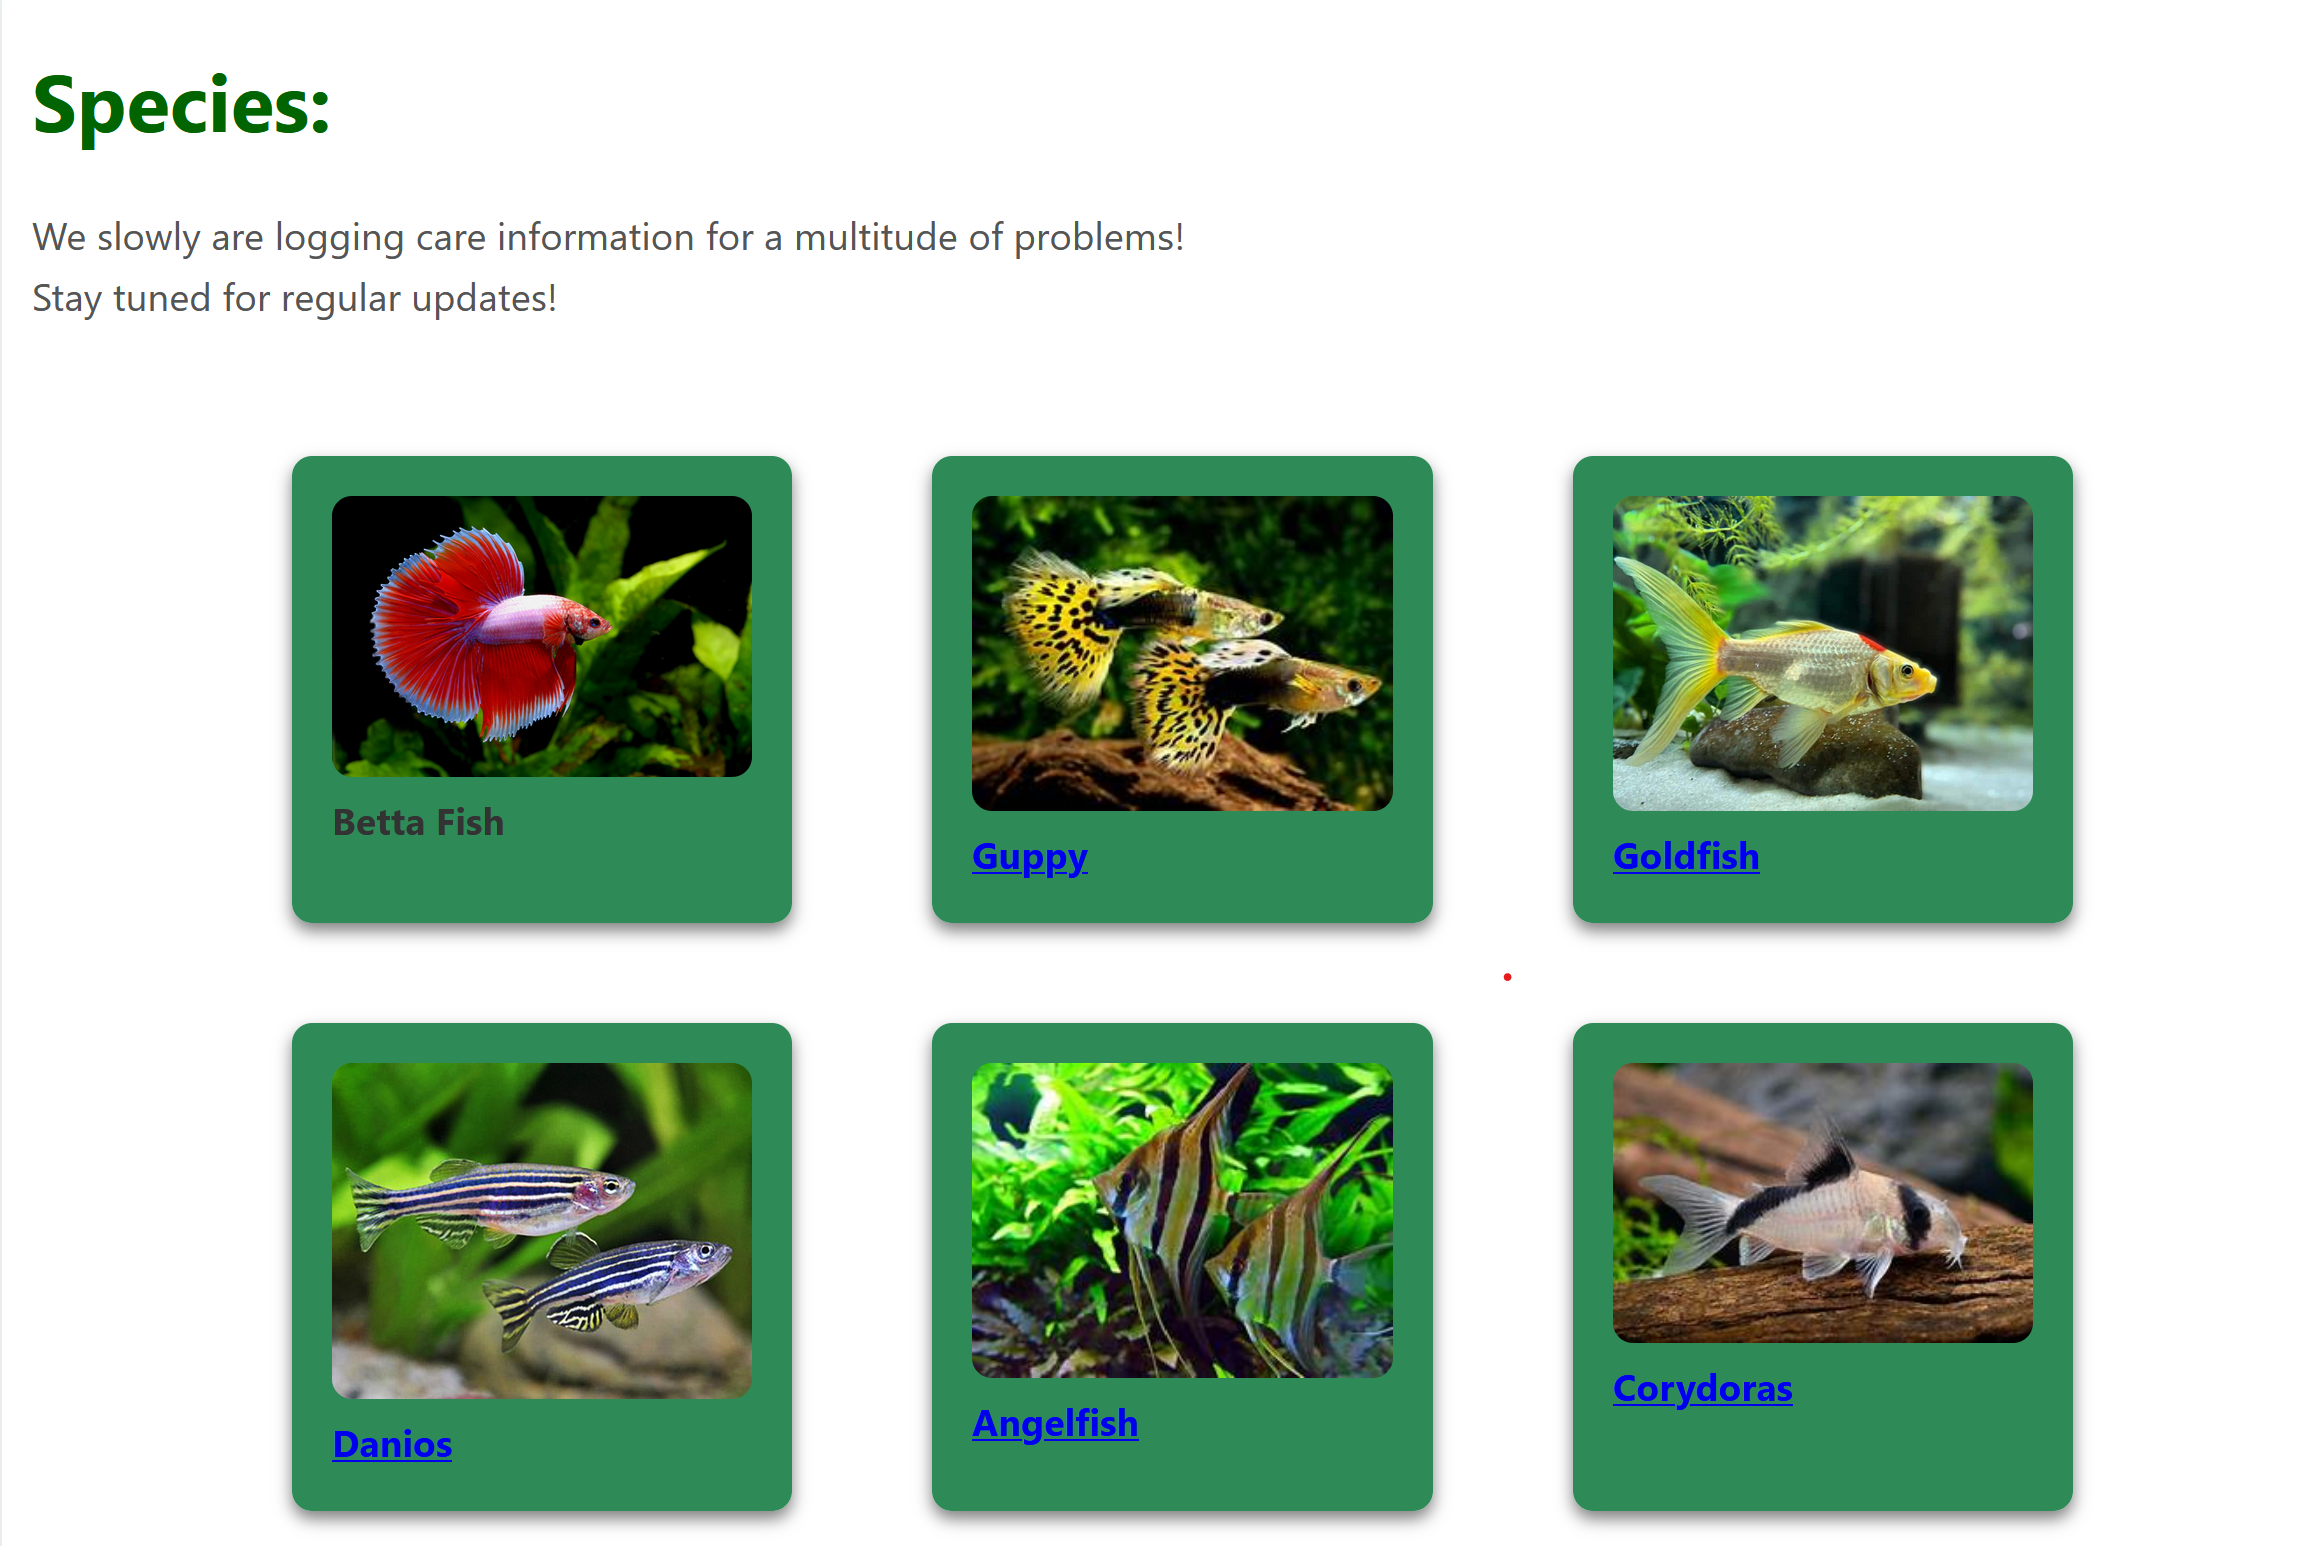 Species:
We slowly are logging care information for a multitude of problems!
Stay tuned for regular updates!
Betta Fish
Guppy
Goldfish
Danios
Angelfish
Corydoras